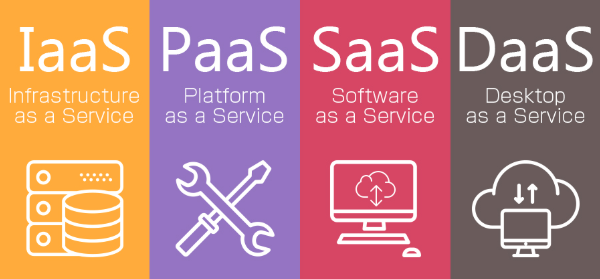 IaaS
Infrastructure
as a Service
PaaS
Platform
as a Service
SaaS
Software
as a Service
DaaS
Desktop
as a Service